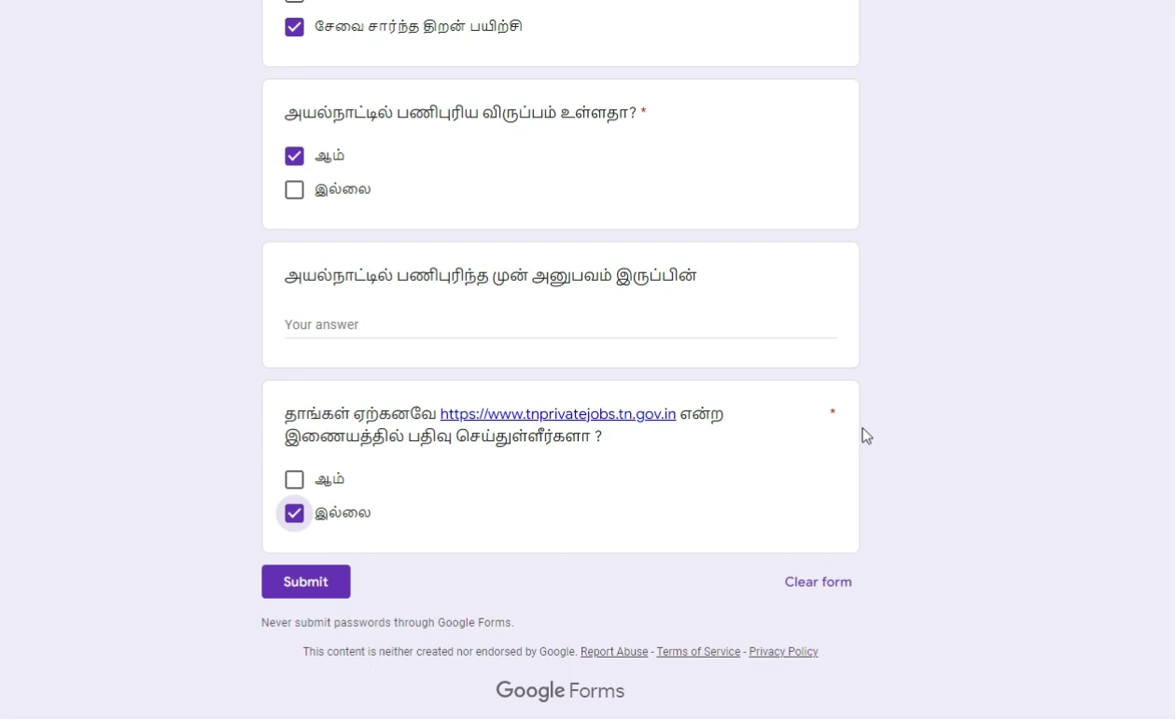 சேவை சார்ந்த திறன் பயிற்சி
அயல்நாட்டில் பணிபுரிய விருப்பம் உள்ளதா? *
ஆம்
இல்லை
அயல்நாட்டில் பணிபுரிந்த முன் அனுபவம் இருப்பின்
Your answer
தாங்கள் ஏற்கனவே https://www.tnprivatejobs.tn.gov.in என்ற *
இணையத்தில் பதிவு செய்துள்ளீர்களா ?
ஆம்
இல்லை
Submit Clear form
Never submit passwords through Google Forms.
This content is neither created nor endorsed by Google. Report Abuse - Terms of Service - Privacy Policy
Google Forms